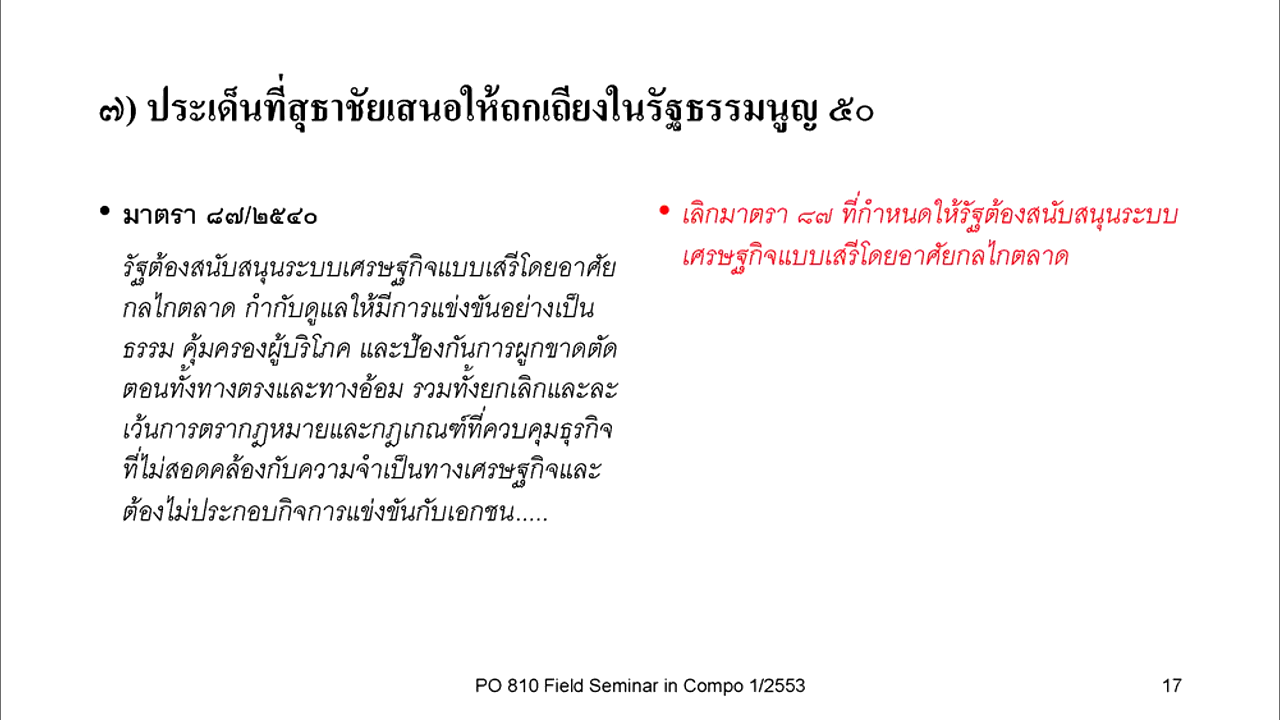 ๗) ประเด็นที่สุธาชัยเสนอให้ถกเถียงในรัฐธรรมนูญ ๕๐
• มาตรา ๘๗/๒๕๔๐
รัฐต้องสนับสนุนระบบเศรษฐกิจแบบเสรีโดยอาศัย
กลไกตลาด กำกับดูแลให้มีการแข่งขันอย่างเป็น
ธรรม คุ้มครองผู้บริโภค และป้องกันการผูกขาดตัด
ตอนทั้งทางตรงและทางอ้อม รวมทั้งยกเลิกและละ
เว้นการตรากฎหมายและกฎเกณฑ์ที่ควบคุมธุรกิจ
ที่ไม่สอดคล้องกับความจำเป็นทางเศรษฐกิจและ
ต้องไม่ประกอบกิจการแข่งขันกับเอกชน.....
• เลิกมาตรา ๘๗ ที่กำหนดให้รัฐต้องสนับสนุนระบบ
เศรษฐกิจแบบเสรีโดยอาศัยกลไกตลาด
PO 810 Field Seminar in Compo 1/2553
17